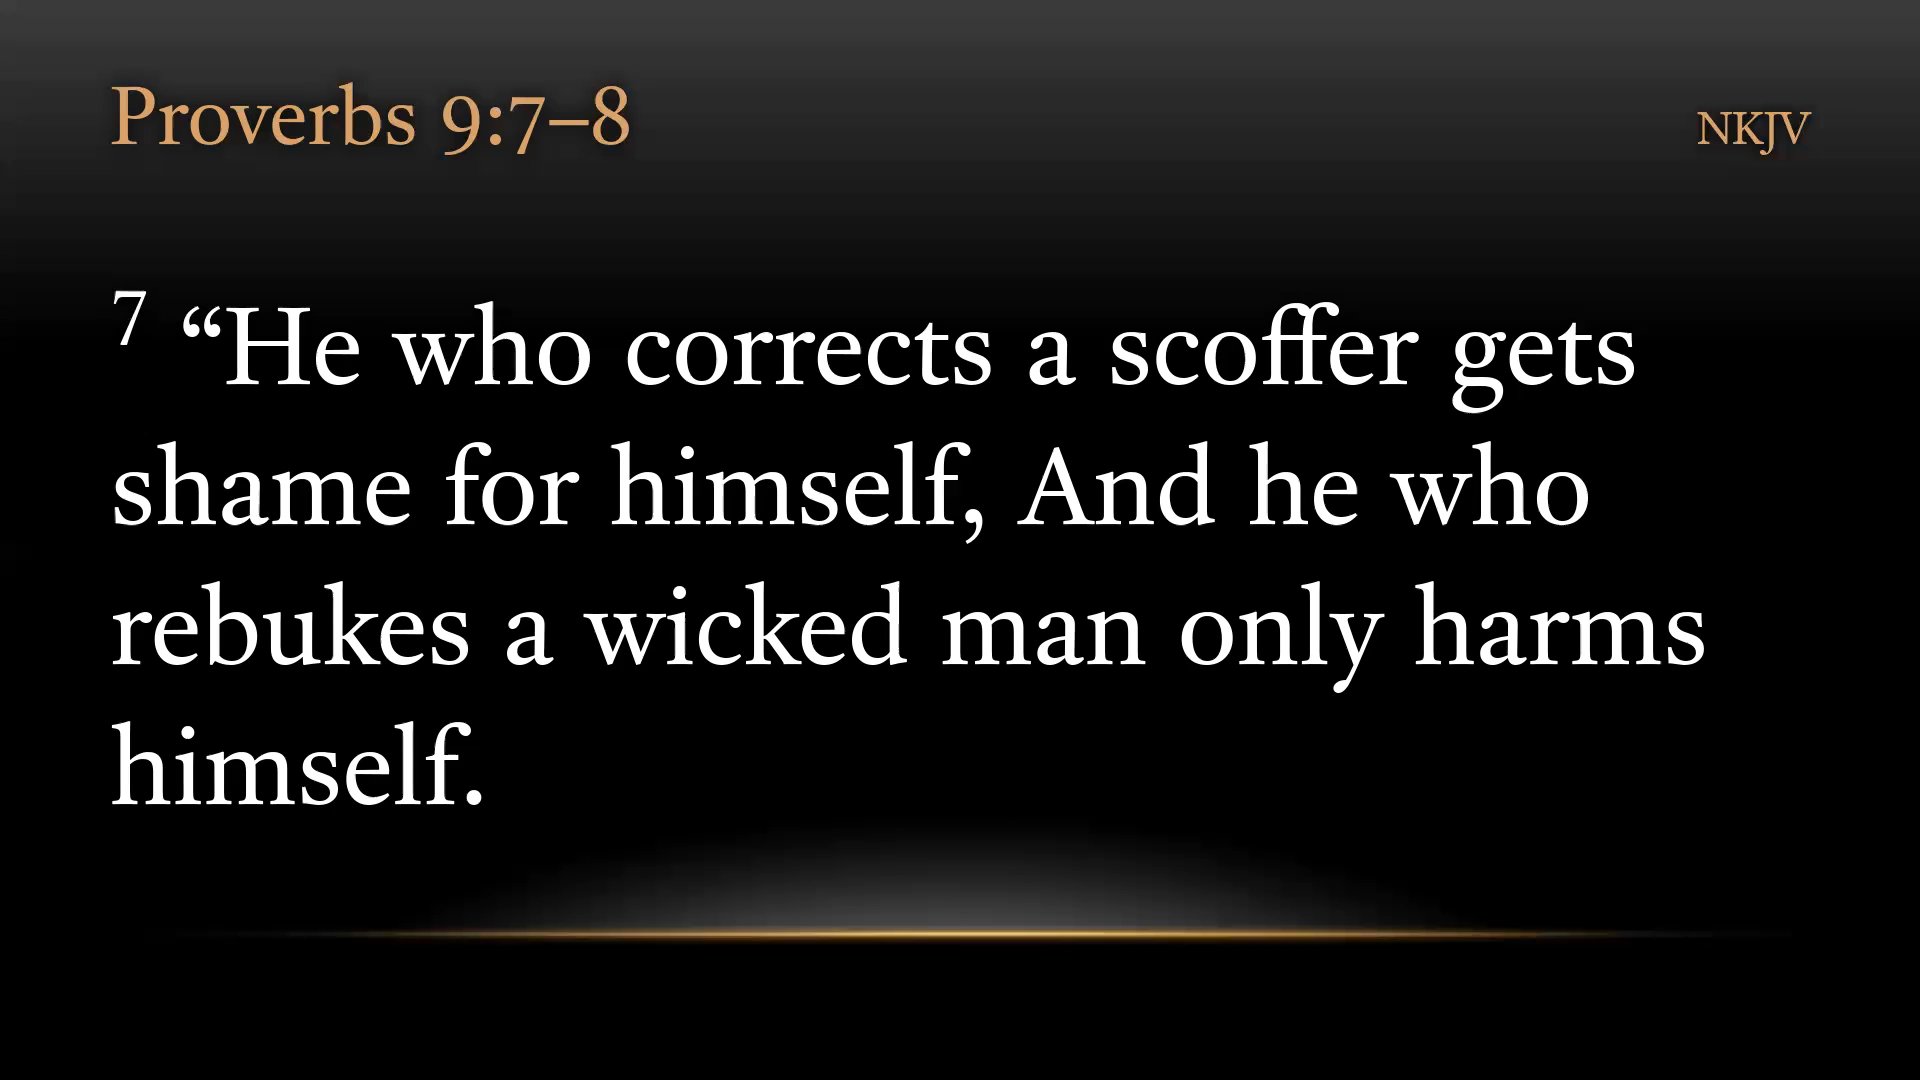 Proverbs 9:7–8
NKJV
7 “He who corrects a scoffer gets
shame for himself, And he who
rebukes a wicked man only harms
himself.